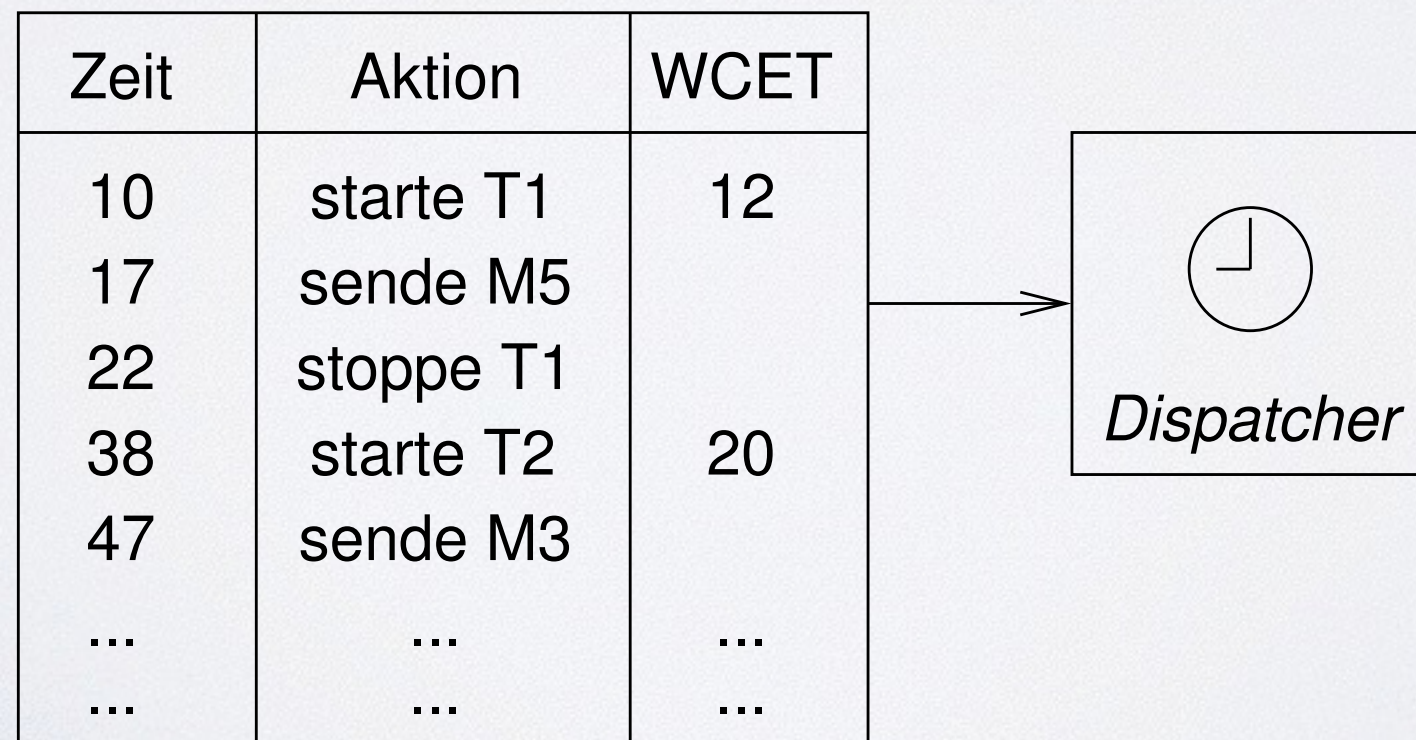 Zeit Aktion WCET
10 starte T1 12
17 sende M5
22 stoppe T1
38 starte T2 20
47 sende M3
... ... ...
... ... ...
Dispatcher